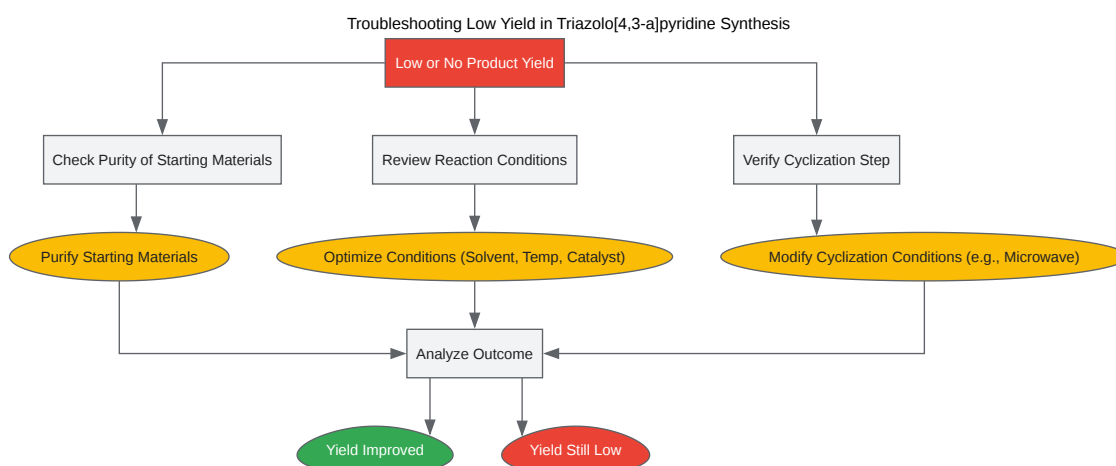 Troubleshooting Low Yield in Triazolo[4,3-a]pyridine Synthesis
Low or No Product Yield
Check Purity of Starting Materials
Review Reaction Conditions
Verify Cyclization Step
Purify Starting Materials
Optimize Conditions (Solvent, Temp, Catalyst)
Modify Cyclization Conditions (e.g., Microwave)
Analyze Outcome
Yield Improved
Yield Still Low